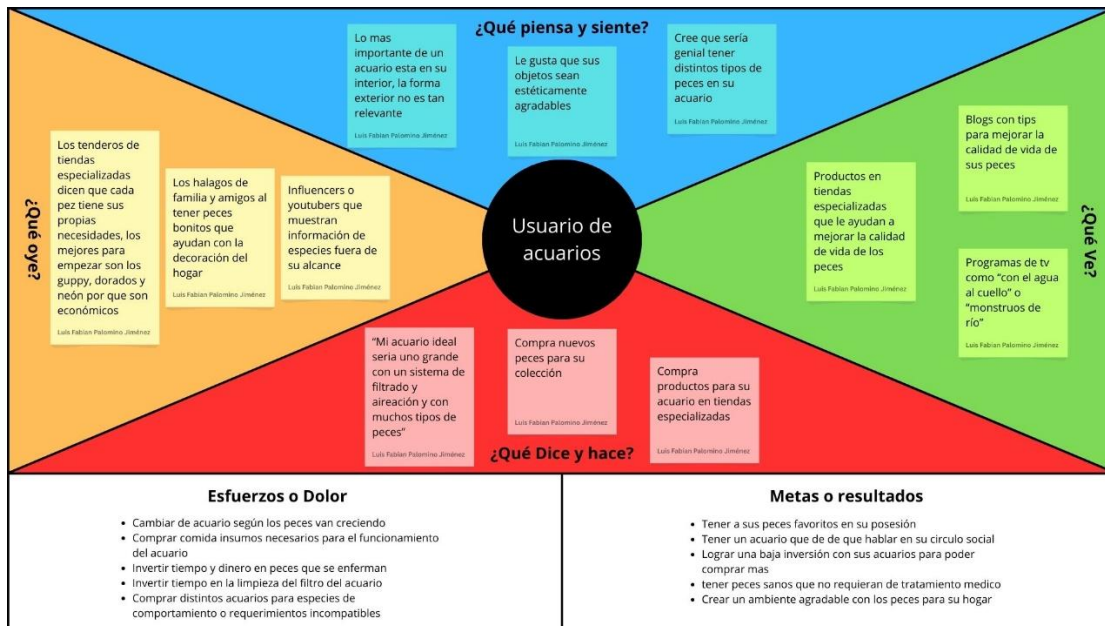 ¿Qué piensa y siente?
Lo mas
importante de un
acuario esta en su
interior, la forma
exterior no es tan
relevante
Luis Fabian Palomino Jiménez
Le gusta que sus
objetos sean
estéticamente
agradables
Luis Fabian Palomino Jiménez
Cree que sería
genial tener
distintos tipos de
peces en su
acuario
Luis Fabian Palomino Jiménez
¿Qué oye?
Los tenderos de
tiendas
especializadas
dicen que cada
pez tiene sus
propias
necesidades, los
mejores para
empezar son los
guppy, dorados y
neón por que son
económicos
Luis Fabian Palomino Jiménez
Los halagos de
familia y amigos al
tener peces
bonitos que
ayudan con la
decoración del
hogar
Luis Fabian Palomino Jiménez
Influencers o
youtubers que
muestran
información de
especies fuera de
su alcance
Luis Fabian Palomino Jiménez
Usuario de
acuarios
Productos en
tiendas
especializadas
que le ayudan a
mejorar la calidad
de vida de los
peces
Luis Fabian Palomino Jiménez
Blogs con tips
para mejorar la
calidad de vida de
sus peces
Luis Fabian Palomino Jiménez
Programas de tv
como “con el agua
al cuello” o
“monstruos de
río”
Luis Fabian Palomino Jiménez
¿Qué Ve?
“Mi acuario ideal
seria uno grande
con un sistema de
filtrado y
aireación y con
muchos tipos de
peces”
Luis Fabian Palomino Jiménez
Compra nuevos
peces para su
colección
Luis Fabian Palomino Jiménez
Compra
productos para su
acuario en tiendas
especializadas
Luis Fabian Palomino Jiménez
¿Qué Dice y hace?
Esfuerzos o Dolor
• Cambiar de acuario según los peces van creciendo
• Comprar comida insumos necesarios para el funcionamiento
del acuario
• Invertir tiempo y dinero en peces que se enferman
• Invertir tiempo en la limpieza del filtro del acuario
• Comprar distintos acuarios para especies de
comportamiento o requerimientos incompatibles
Metas o resultados
• Tener a sus peces favoritos en su posesión
• Tener un acuario que de de que hablar en su circulo social
• Lograr una baja inversión con sus acuarios para poder
comprar mas
• tener peces sanos que no requieran de tratamiento medico
• Crear un ambiente agradable con los peces para su hogar